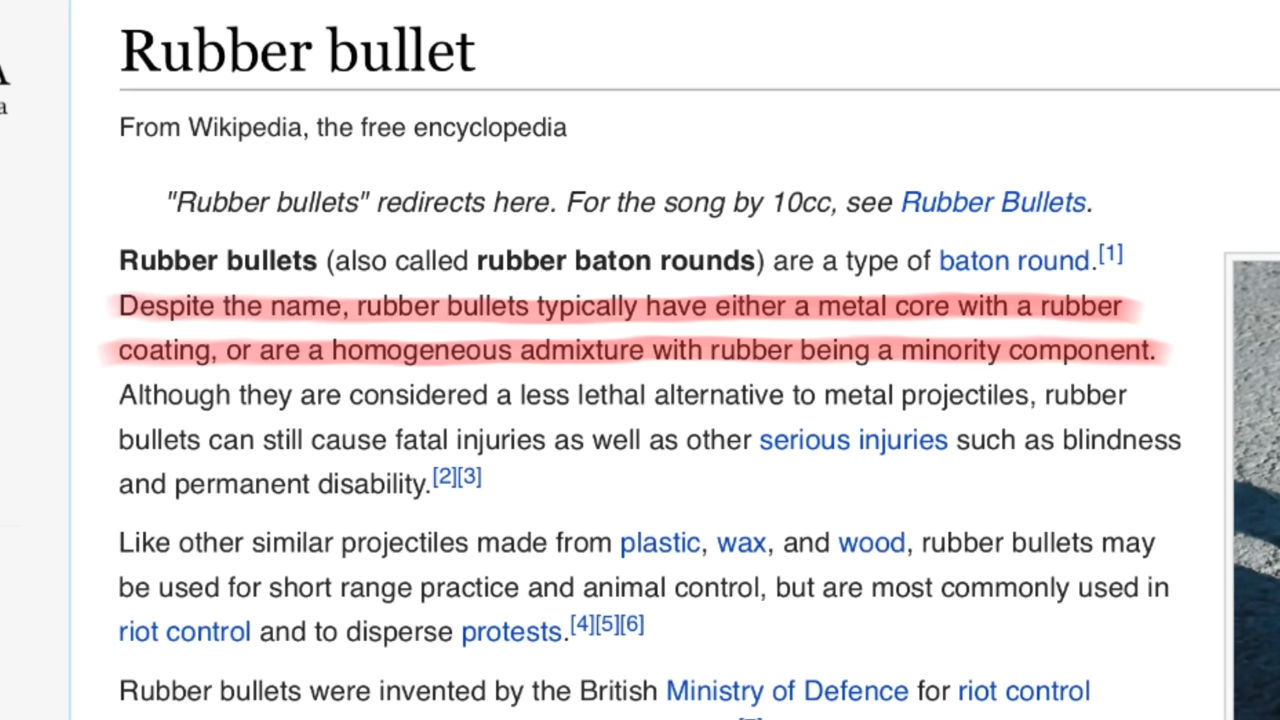 Rubber bullet
From Wikipedia, the free encyclopedia
"Rubber bullets" redirects here. For the song by 10cc, see Rubber Bullets.
Rubber bullets (also called rubber baton rounds) are a type of baton round.[1]
Despite the name, rubber bullets typically have either a metal core with a rubber
coating, or are a homogeneous admixture with rubber being a minority component.
Although they are considered a less lethal alternative to metal projectiles, rubber
bullets can still cause fatal injuries as well as other serious injuries such as blindness
and permanent disability.[2][3]
Like other similar projectiles made from plastic, wax, and wood, rubber bullets may
be used for short range practice and animal control, but are most commonly used in
riot control and to disperse protests.[4][5][6]
Rubber bullets were invented by the British Ministry of Defence for riot control